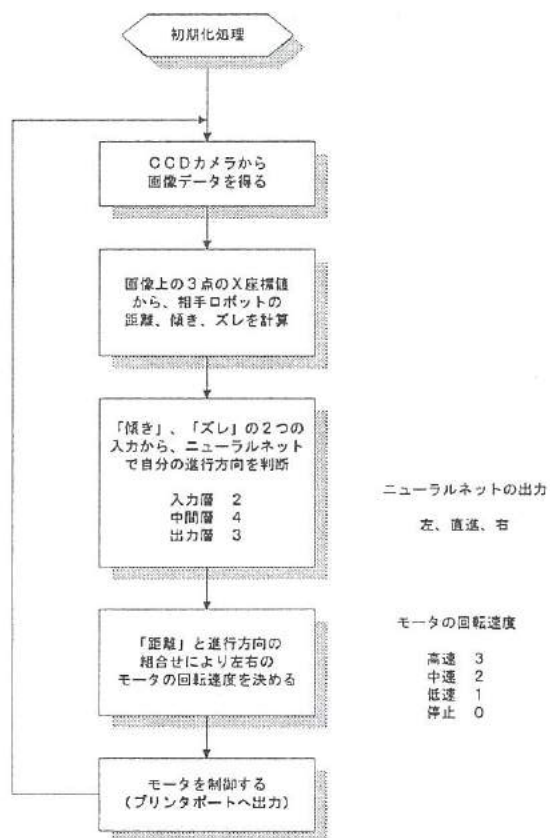 初期化処理
CCDカメラから
画像データを得る
画像上の3点のX座標値
から、相手ロボットの
距離、傾き、ズレを計算
「傾き」、「ズレ」の2つの
入力から、ニューラルネット
で自分の進行方向を判断
入力層 2
中間層 4
出力層 3
ニューラルネットの出力
左、直進、右
「距離」と進行方向の
組合せにより左右の
モータの回転速度を決める
モータの回転速度
高速 3
中速 2
低速 1
停止 0
モータを制御する
(プリンタポートへ出力)